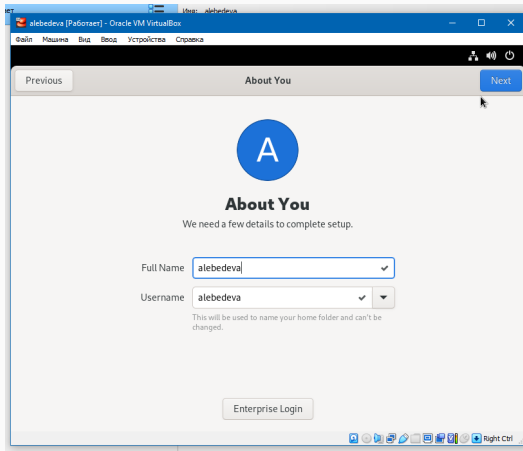 Имя: alebedeva
alebedeva [Работает] - Oracle VM VirtualBox
Файл Машина Вид Ввод Устройства Справка
Previous About You Next
A
About You
We need a few details to complete setup.
Full Name alebedeva
Username alebedeva
This will be used to name your home folder and can't be
changed.
Enterprise Login
Right Ctrl